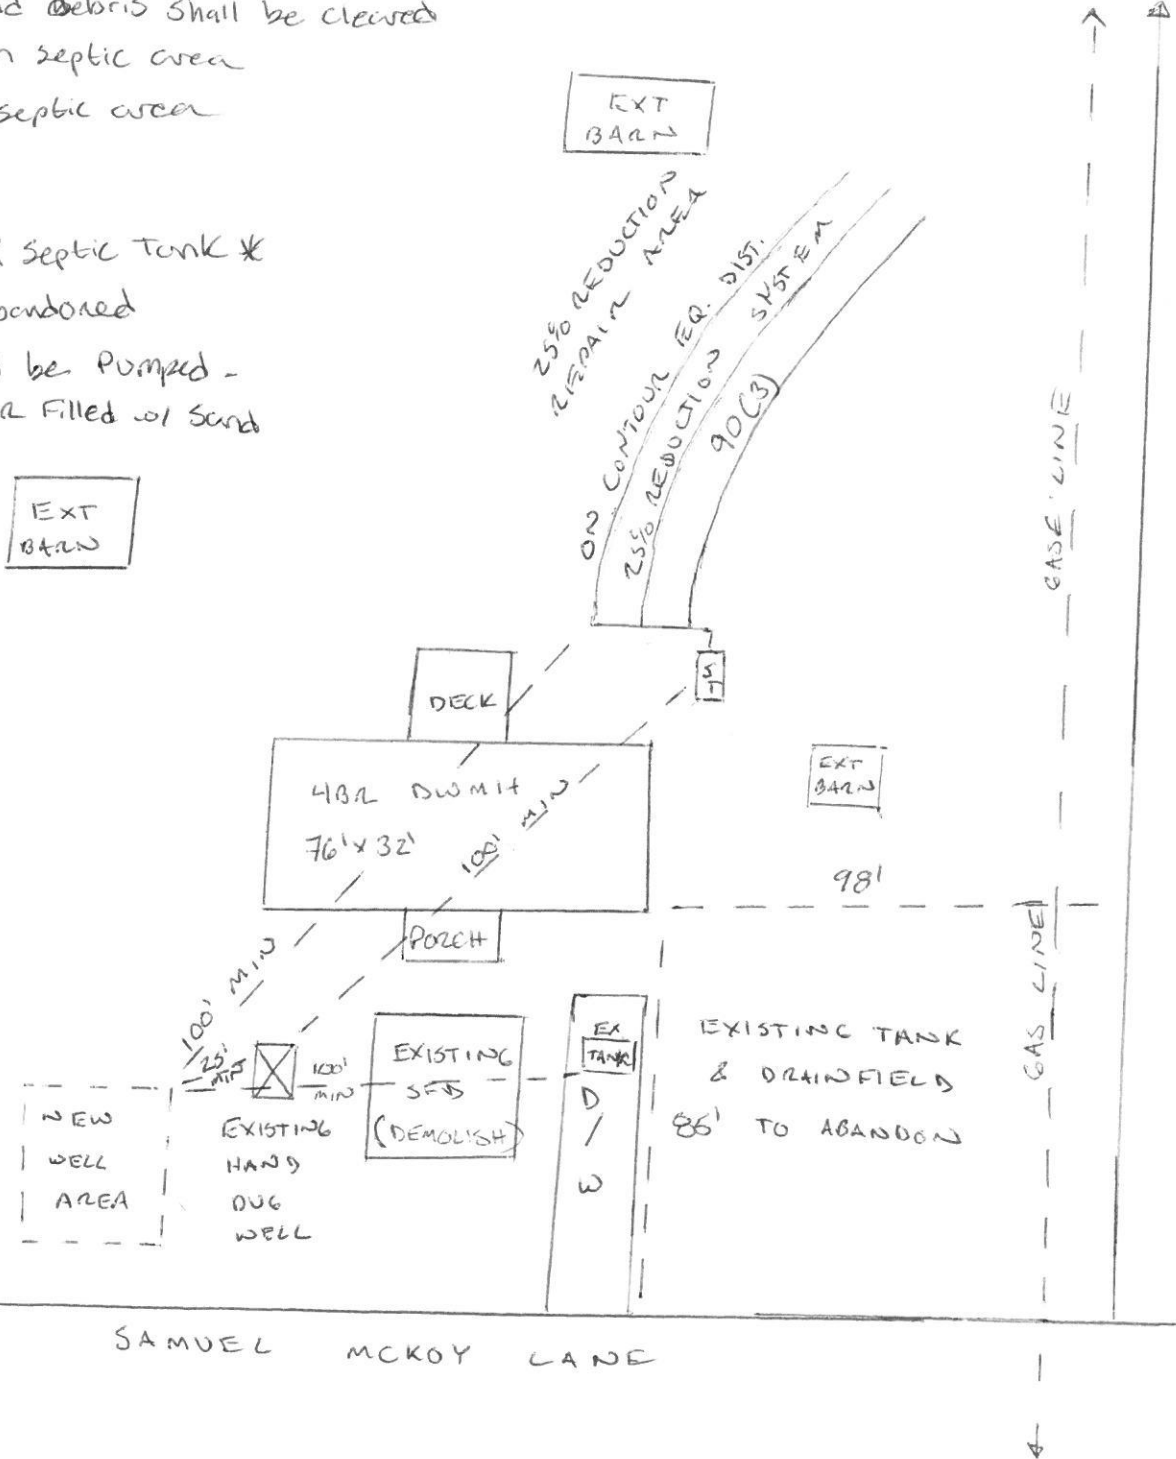 Debris shall be cleared
septic area
septic area
Septic Tank *
be Pumped -
Filled w/ Sand
EXT
BARN
EXT
BARN
25% REDUCTION
REPAIR AREA
ON CONTOUR EQ. DIST.
25% REDUCTION SYSTEM
90(3)
GASE LINE
ST
DECK
4BR DWMH
76'x32'
100' MIN
EXT
BARN
98'
PORCH
100' MIN
25'
MIN
100'
MIN
EXISTING
SFD
(DEMOLISH)
EX
TANK
D
/
W
EXISTING TANK
& DRAINFIELD
TO ABANDON
GAS LINE
NEW
WELL
AREA
EXISTING
HAND
DUG
WELL
SAMUEL MCKOY LANE